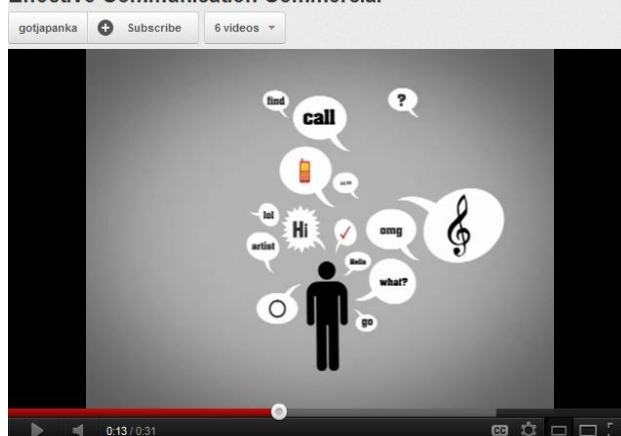 Effective Communication Commercial
gotjapanka + Subscribe 6 videos
find
call
?
lol
Hi
✓
omg
artist
Hello
what?
go
0:13 / 0:31
CC